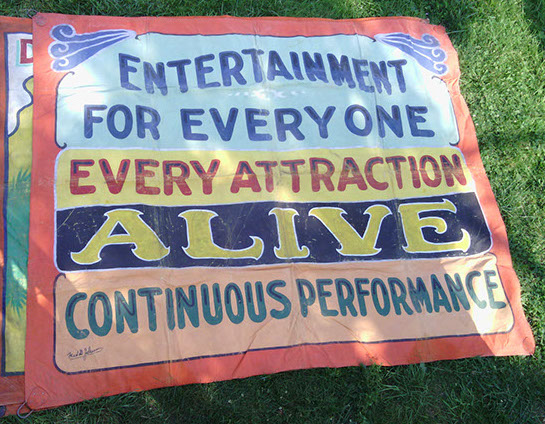 ENTERTAINMENT
FOR EVERYONE
EVERY ATTRACTION
ALIVE
CONTINUOUS PERFORMANCE